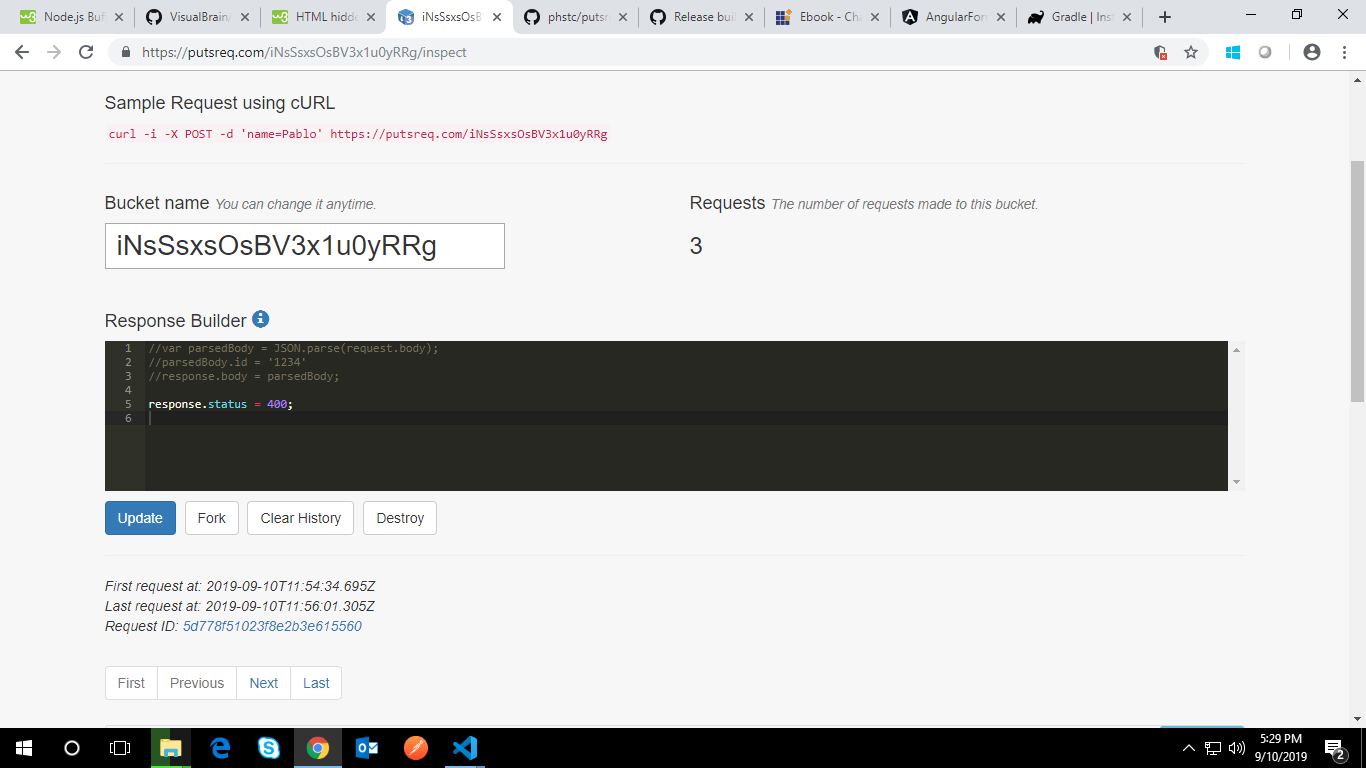 Node.js Buf
VisualBrain/
HTML hidde
iNsSsxsOsB
phstc/putsr
Release buil
Ebook - Cha
AngularForm
Gradle | Inst
https://putsreq.com/iNsSsxsOsBV3x1u0yRRg/inspect
Sample Request using cURL
curl -i -X POST -d 'name=Pablo' https://putsreq.com/iNsSsxsOsBV3x1u0yRRg
Bucket name You can change it anytime.
Requests The number of requests made to this bucket.
iNsSsxsOsBV3x1u0yRRg
3
Response Builder
1 //var parsedBody = JSON.parse(request.body);
2 //parsedBody.id = '1234'
3 //response.body = parsedBody;
4
5 response.status = 400;
6
Update Fork Clear History Destroy
First request at: 2019-09-10T11:54:34.695Z
Last request at: 2019-09-10T11:56:01.305Z
Request ID: 5d778f51023f8e2b3e615560
First Previous Next Last
5:29 PM
9/10/2019
2